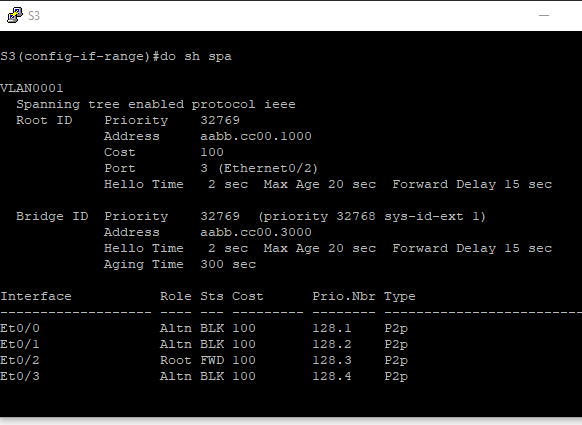 S3
S3(config-if-range)#do sh spa
VLAN0001
  Spanning tree enabled protocol ieee
  Root ID    Priority    32769
             Address     aabb.cc00.1000
             Cost        100
             Port        3 (Ethernet0/2)
             Hello Time   2 sec  Max Age 20 sec  Forward Delay 15 sec
  Bridge ID  Priority    32769  (priority 32768 sys-id-ext 1)
             Address     aabb.cc00.3000
             Hello Time   2 sec  Max Age 20 sec  Forward Delay 15 sec
             Aging Time  300 sec
Interface           Role Sts Cost      Prio.Nbr Type
------------------- ---- --- --------- -------- -------------------------
Et0/0               Altn BLK 100       128.1    P2p
Et0/1               Altn BLK 100       128.2    P2p
Et0/2               Root FWD 100       128.3    P2p
Et0/3               Altn BLK 100       128.4    P2p